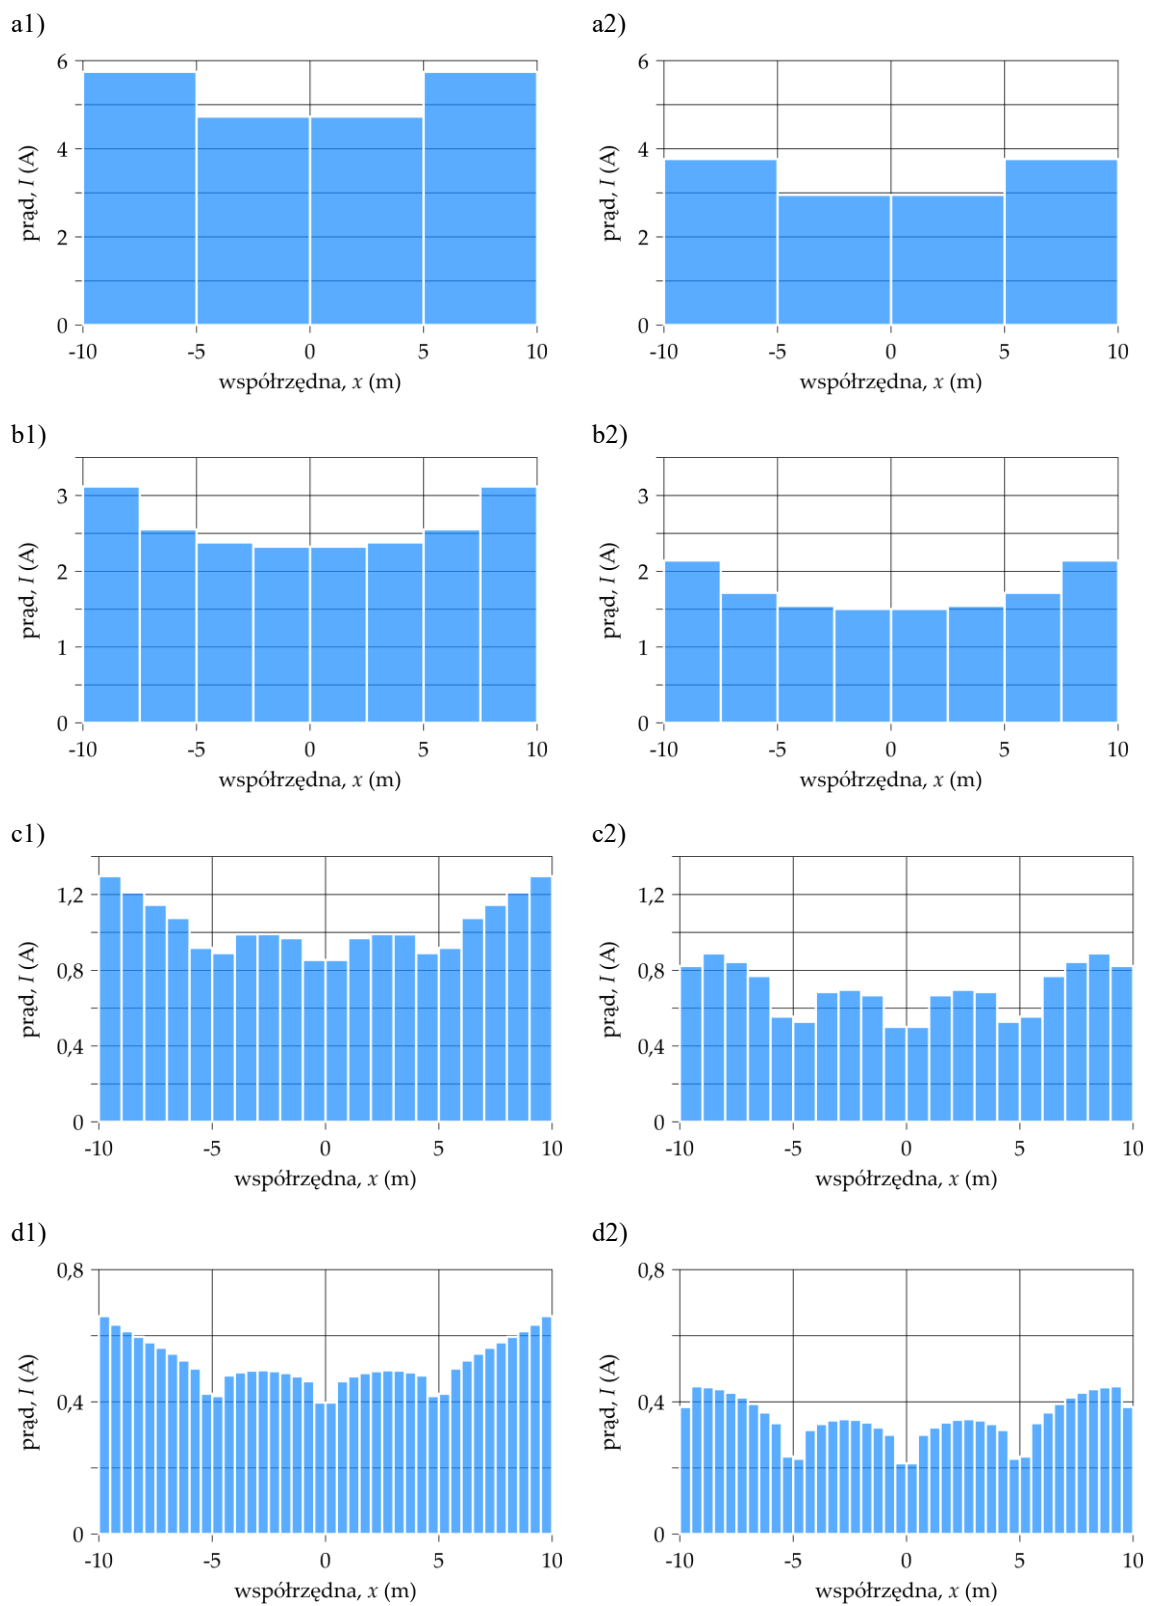 a1) a2)
6 6
4 4
prąd, I (A) prąd, I (A)
2 2
0 0
-10 -5 0 5 10 -10 -5 0 5 10
współrzędna, x (m) współrzędna, x (m)
b1) b2)
3 3
2 2
prąd, I (A) prąd, I (A)
1 1
0 0
-10 -5 0 5 10 -10 -5 0 5 10
współrzędna, x (m) współrzędna, x (m)
c1) c2)
1,2 1,2
0,8 0,8
prąd, I (A) prąd, I (A)
0,4 0,4
0 0
-10 -5 0 5 10 -10 -5 0 5 10
współrzędna, x (m) współrzędna, x (m)
d1) d2)
0,8 0,8
0,4 0,4
prąd, I (A) prąd, I (A)
0 0
-10 -5 0 5 10 -10 -5 0 5 10
współrzędna, x (m) współrzędna, x (m)